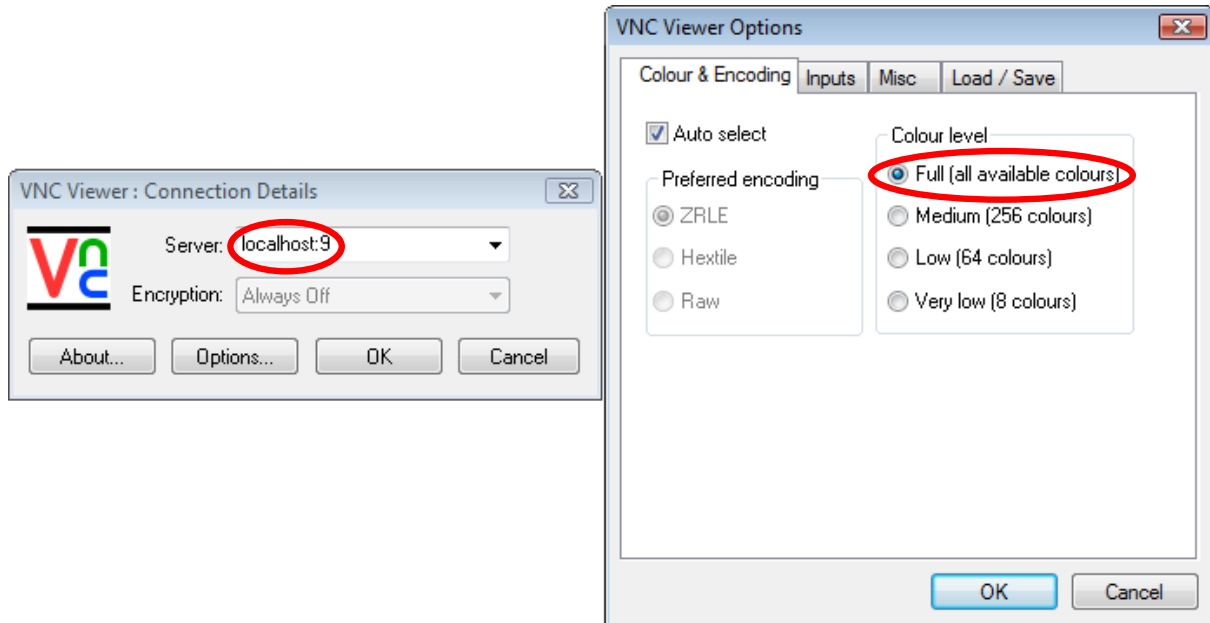 VNC Viewer : Connection Details
Vnc
Server: localhost:9
Encryption: Always Off
About... Options... OK Cancel
VNC Viewer Options
Colour & Encoding Inputs Misc Load / Save
Auto select
Preferred encoding
ZRLE
Hextile
Raw
Colour level
Full (all available colours)
Medium (256 colours)
Low (64 colours)
Very low (8 colours)
OK Cancel